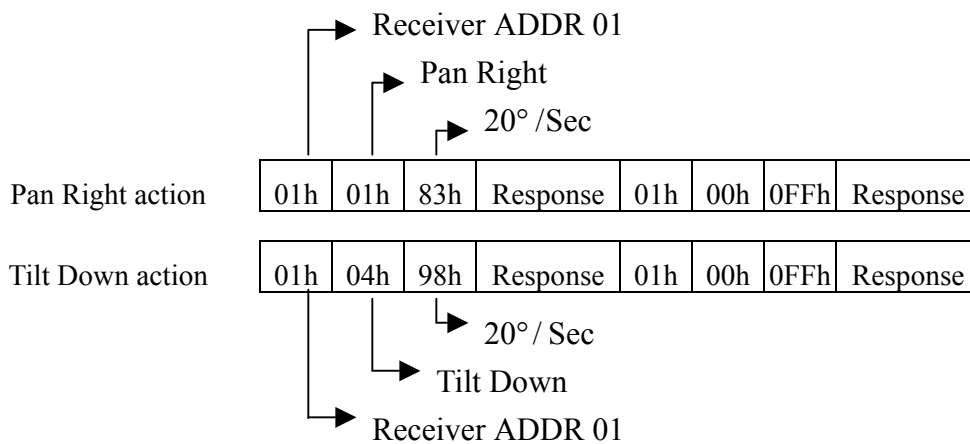 Receiver ADDR 01
Pan Right
20° /Sec
Pan Right action 01h 01h 83h Response 01h 00h 0FFh Response
Tilt Down action 01h 04h 98h Response 01h 00h 0FFh Response
20° / Sec
Tilt Down
Receiver ADDR 01